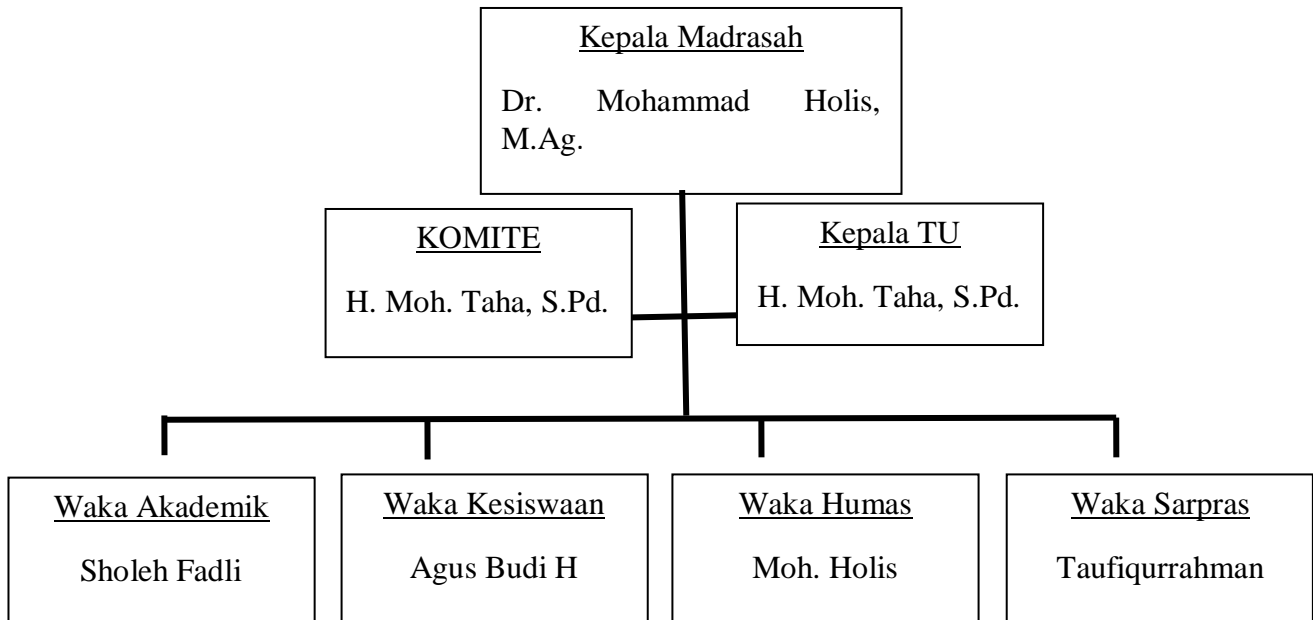 Kepala Madrasah
Dr. Mohammad Holis,
M.Ag.
KOMITE
H. Moh. Taha, S.Pd.
Kepala TU
H. Moh. Taha, S.Pd.
Waka Akademik
Sholeh Fadli
Waka Kesiswaan
Agus Budi H
Waka Humas
Moh. Holis
Waka Sarpras
Taufiqurrahman